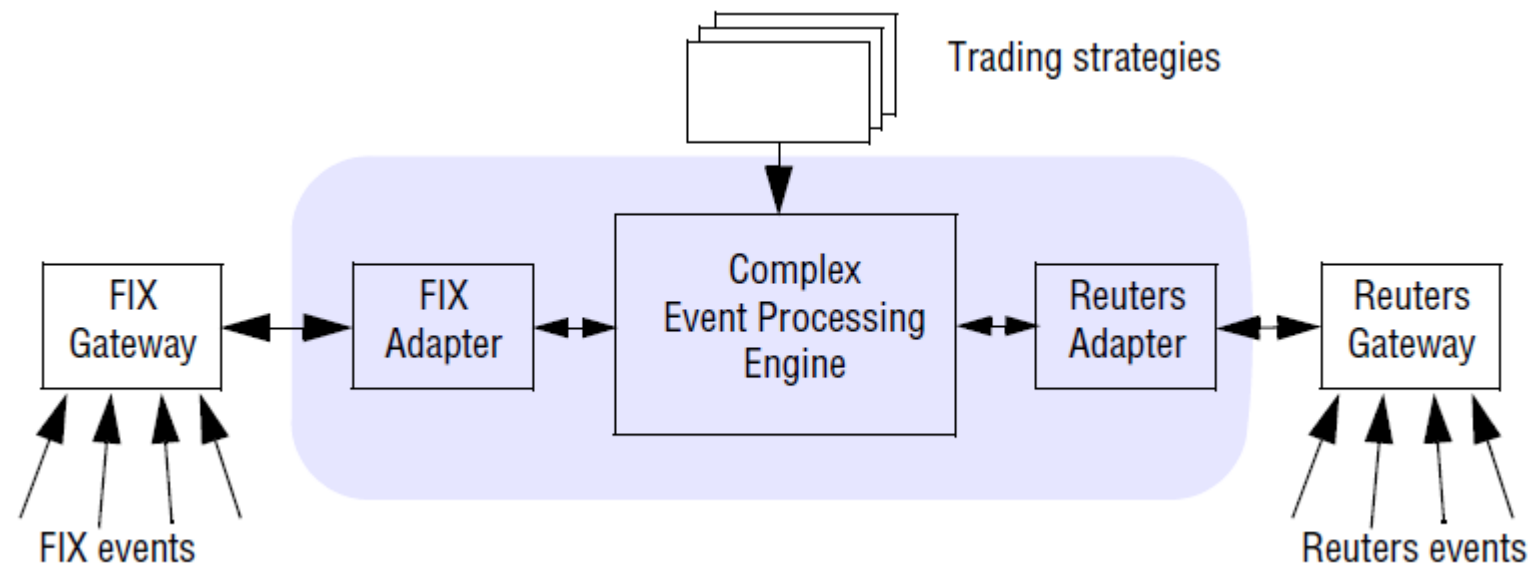 Trading strategies
FIX
Gateway
FIX
Adapter
Complex
Event Processing
Engine
Reuters
Adapter
Reuters
Gateway
FIX events
Reuters events